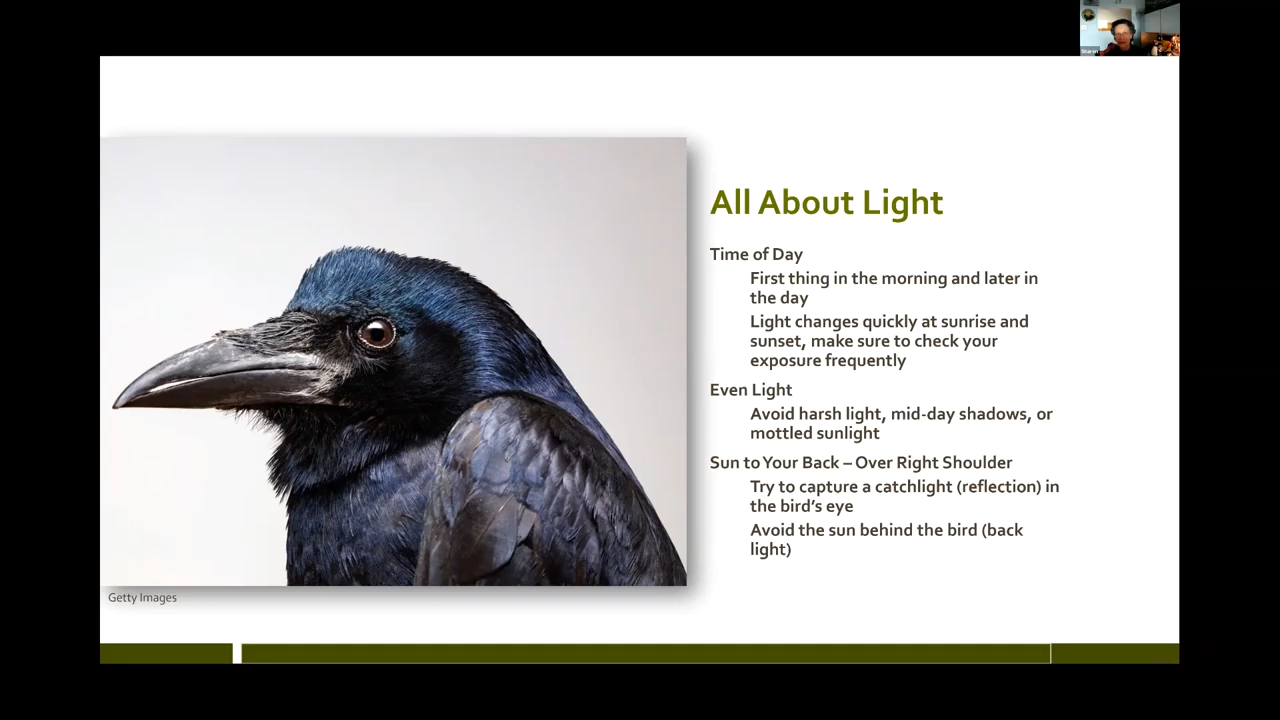 Sharon
All About Light
Time of Day
First thing in the morning and later in
the day
Light changes quickly at sunrise and
sunset, make sure to check your
exposure frequently
Even Light
Avoid harsh light, mid-day shadows, or
mottled sunlight
Sun to Your Back – Over Right Shoulder
Try to capture a catchlight (reflection) in
the bird’s eye
Avoid the sun behind the bird (back
light)
Getty Images